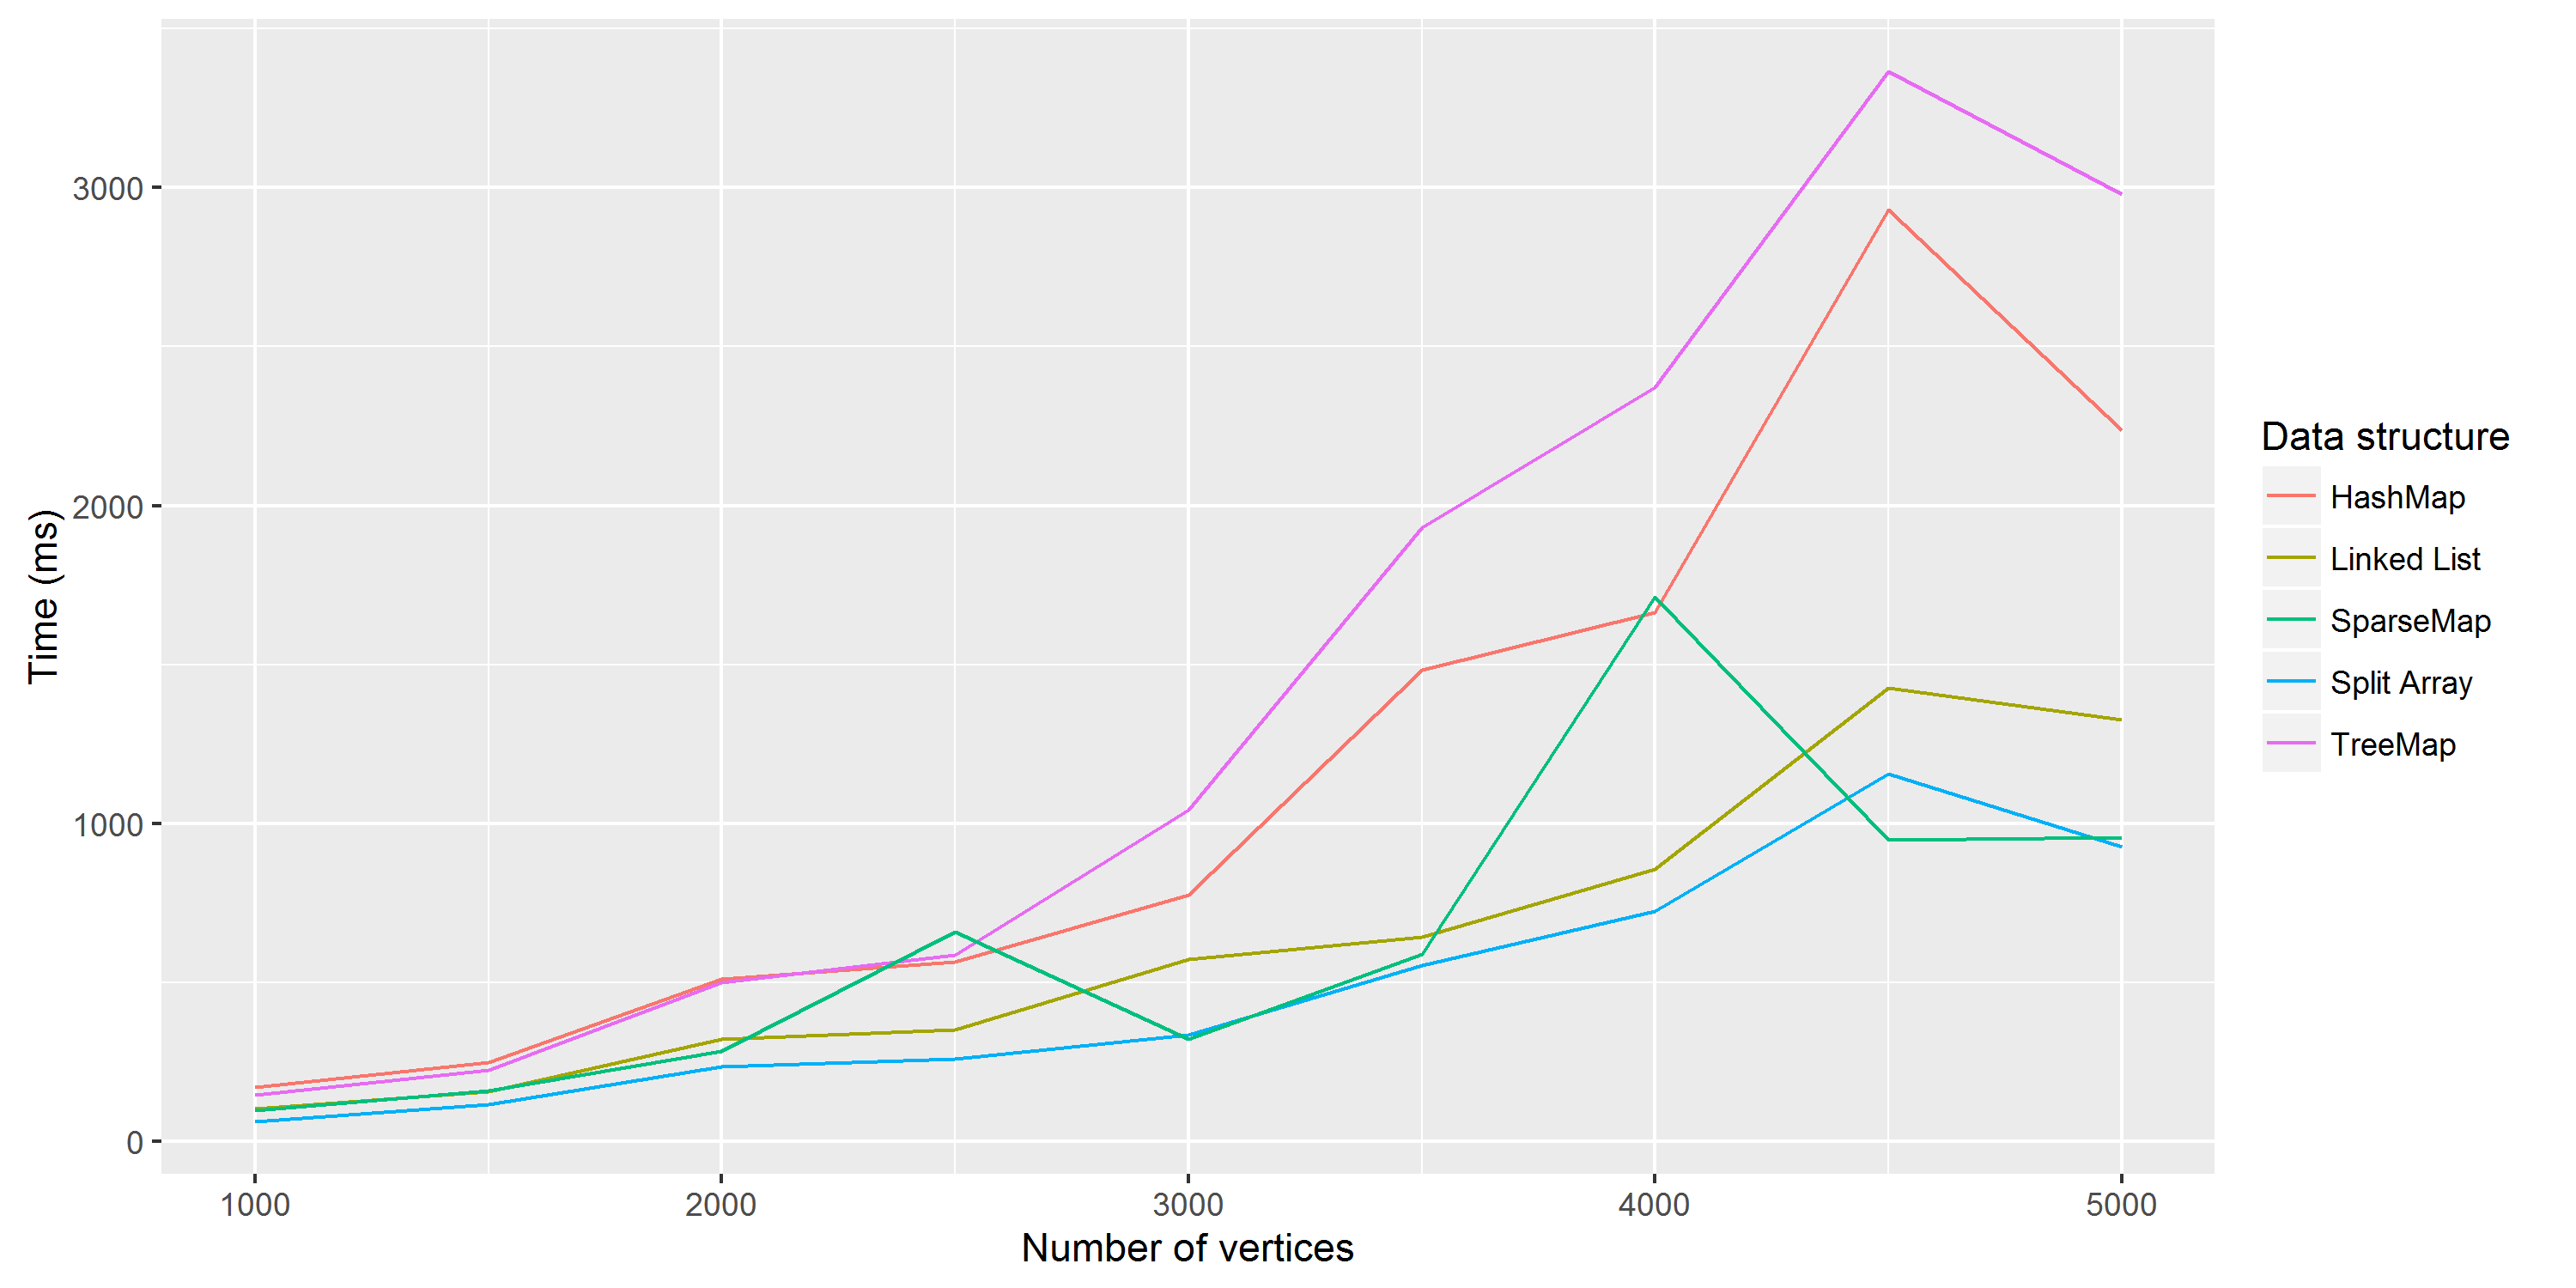 3000
2000
1000
0
Time (ms)
1000
2000
3000
4000
5000
Number of vertices
Data structure
HashMap
Linked List
SparseMap
Split Array
TreeMap